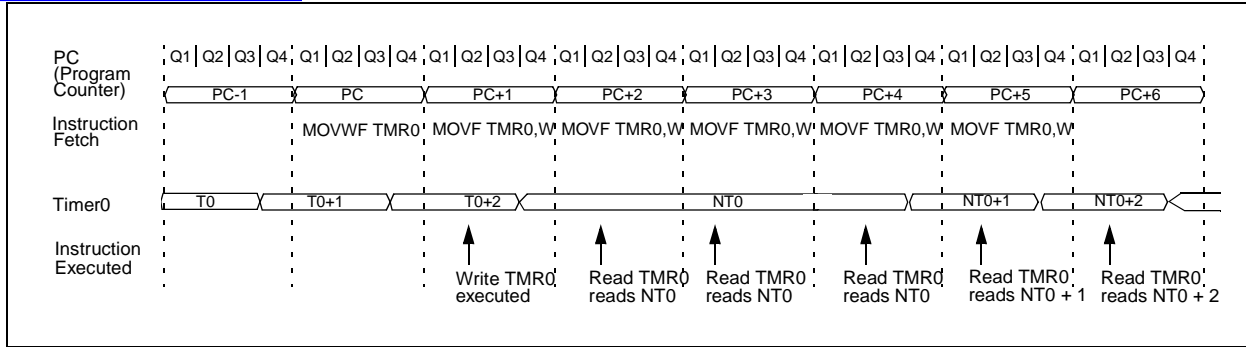 PC Q1 Q2 Q3 Q4 Q1 Q2 Q3 Q4 Q1 Q2 Q3 Q4 Q1 Q2 Q3 Q4 Q1 Q2 Q3 Q4 Q1 Q2 Q3 Q4 Q1 Q2 Q3 Q4 Q1 Q2 Q3 Q4
(Program
Counter) PC-1 PC PC+1 PC+2 PC+3 PC+4 PC+5 PC+6
Instruction
Fetch MOVWF TMR0 MOVF TMR0,W MOVF TMR0,W MOVF TMR0,W MOVF TMR0,W MOVF TMR0,W
Timer0 T0 T0+1 T0+2 NT0 NT0+1 NT0+2
Instruction
Executed
Write TMR0 Read TMR0 Read TMR0 Read TMR0 Read TMR0 Read TMR0
executed reads NT0 reads NT0 reads NT0 reads NT0 + 1 reads NT0 + 2